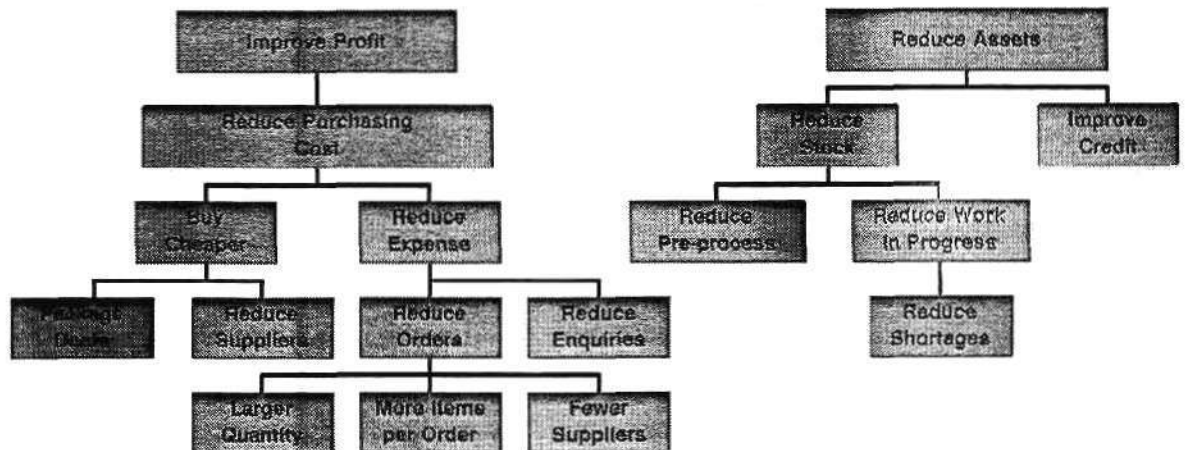 Improve Profit
Reduce Purchasing
Cost
Buy
Cheaper
Reduce
Expense
Package
Deals
Reduce
Suppliers
Reduce
Orders
Reduce
Enquiries
Larger
Quantity
More Items
per Order
Fewer
Suppliers
Reduce Assets
Reduce
Stock
Improve
Credit
Reduce
Pre-process
Reduce Work
In Progress
Reduce
Shortages